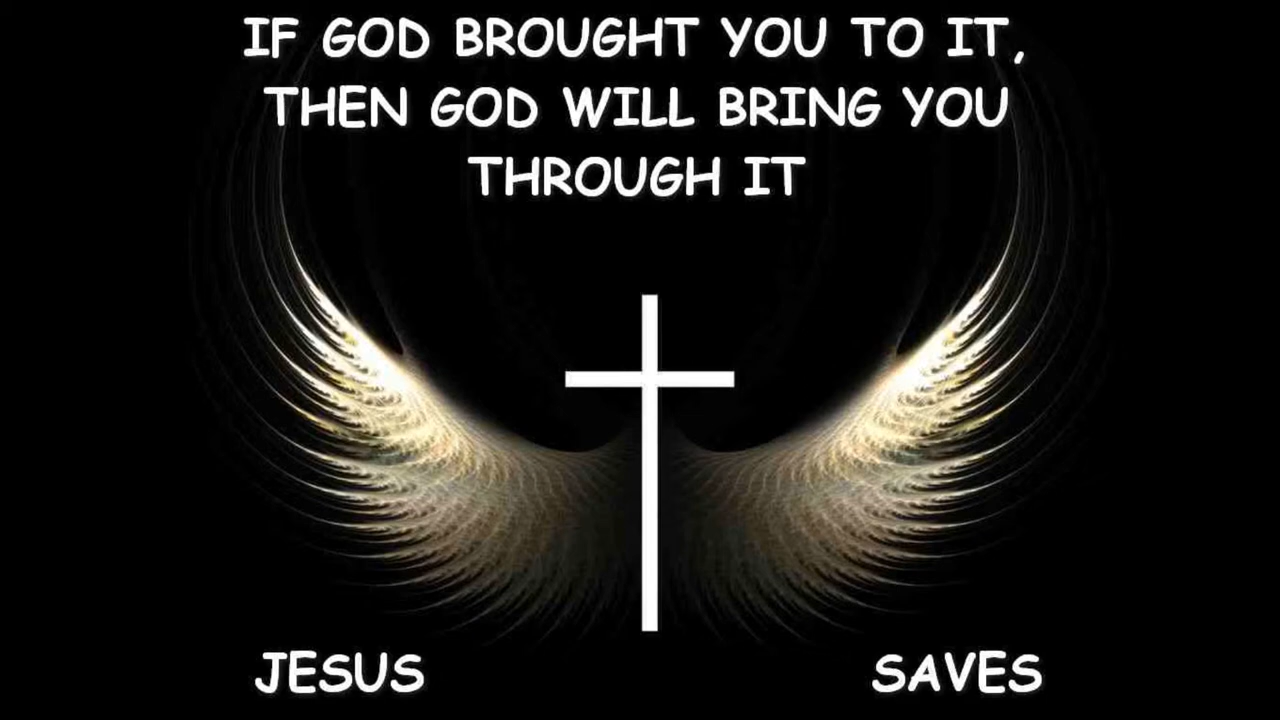 IF GOD BROUGHT YOU TO IT,
THEN GOD WILL BRING YOU
THROUGH IT
JESUS SAVES